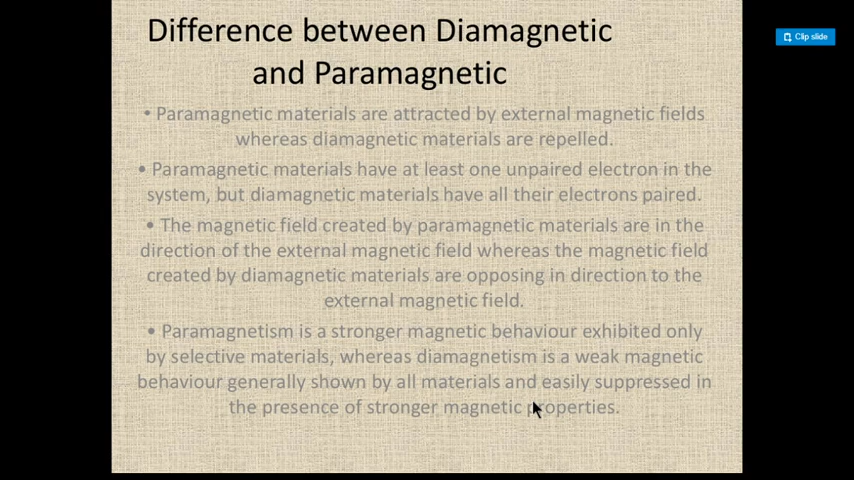 Difference between Diamagnetic
and Paramagnetic
Clip slide
• Paramagnetic materials are attracted by external magnetic fields
whereas diamagnetic materials are repelled.
• Paramagnetic materials have at least one unpaired electron in the
system, but diamagnetic materials have all their electrons paired.
• The magnetic field created by paramagnetic materials are in the
direction of the external magnetic field whereas the magnetic field
created by diamagnetic materials are opposing in direction to the
external magnetic field.
• Paramagnetism is a stronger magnetic behaviour exhibited only
by selective materials, whereas diamagnetism is a weak magnetic
behaviour generally shown by all materials and easily suppressed in
the presence of stronger magnetic properties.